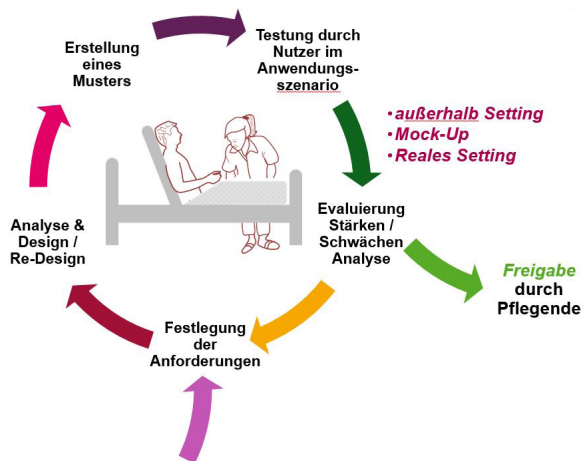 Erstellung
eines
Musters
Testung durch
Nutzer im
Anwendungs-
szenario
• außerhalb Setting
• Mock-Up
• Reales Setting
Evaluierung
Stärken /
Schwächen
Analyse
Freigabe
durch
Pflegende
Festlegung
der
Anforderungen
Analyse &
Design /
Re-Design